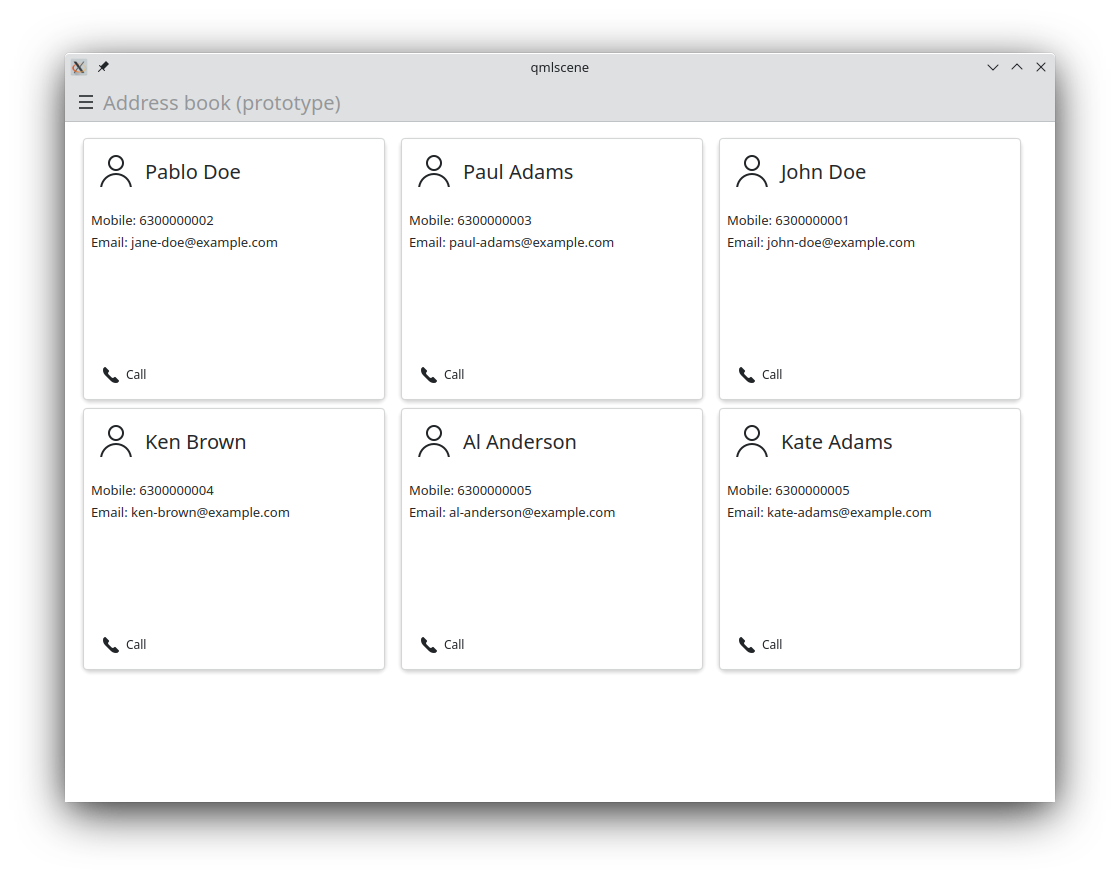 qmlscene
Address book (prototype)
Pablo Doe
Mobile: 6300000002
Email: jane-doe@example.com
Call
Paul Adams
Mobile: 6300000003
Email: paul-adams@example.com
Call
John Doe
Mobile: 6300000001
Email: john-doe@example.com
Call
Ken Brown
Mobile: 6300000004
Email: ken-brown@example.com
Call
Al Anderson
Mobile: 6300000005
Email: al-anderson@example.com
Call
Kate Adams
Mobile: 6300000005
Email: kate-adams@example.com
Call